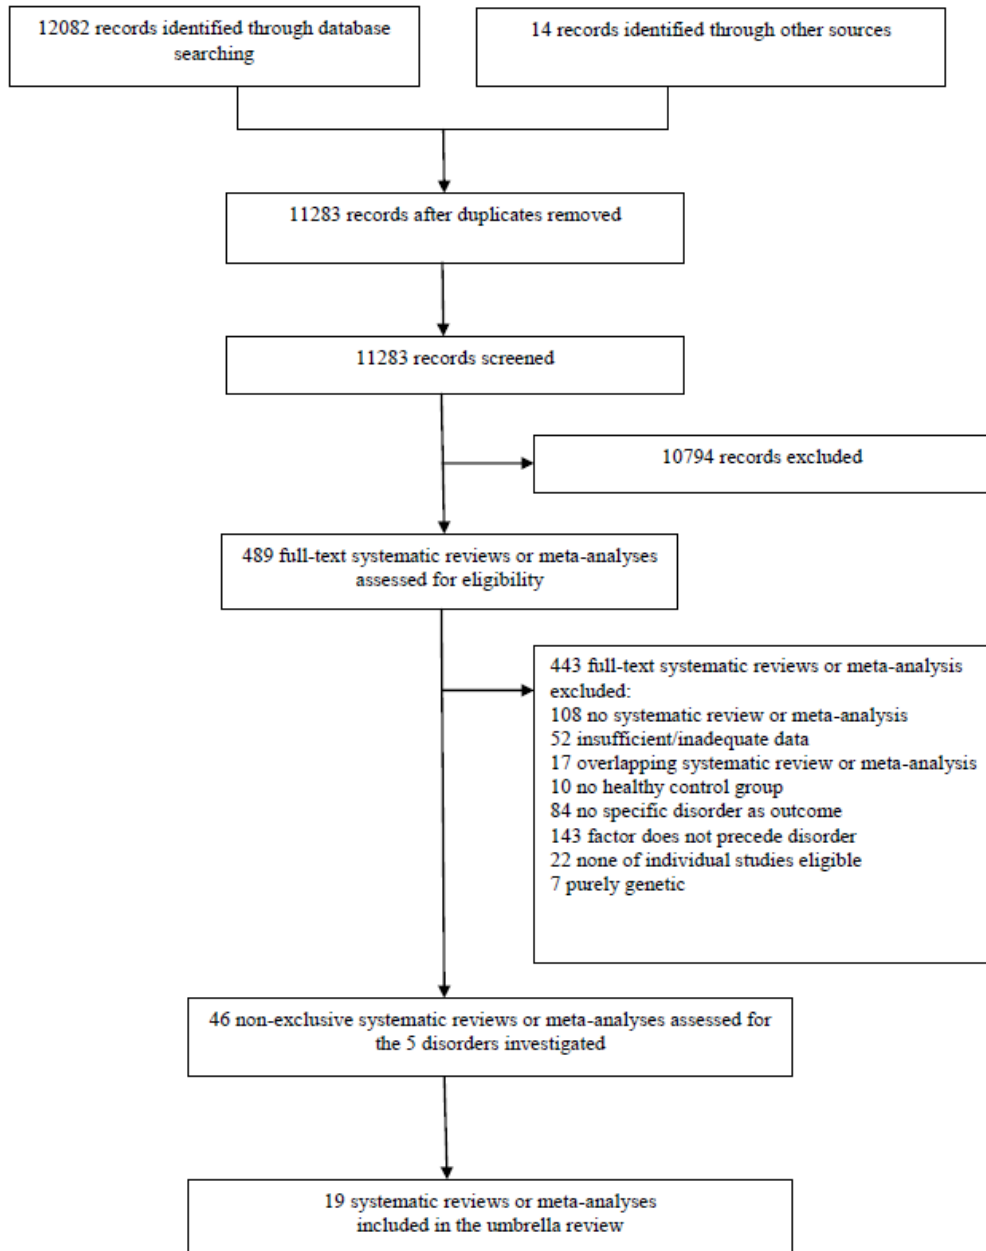 12082 records identified through database
searching
14 records identified through other sources
11283 records after duplicates removed
11283 records screened
10794 records excluded
489 full-text systematic reviews or meta-analyses
assessed for eligibility
443 full-text systematic reviews or meta-analysis
excluded:
108 no systematic review or meta-analysis
52 insufficient/inadequate data
17 overlapping systematic review or meta-analysis
10 no healthy control group
84 no specific disorder as outcome
143 factor does not precede disorder
22 none of individual studies eligible
7 purely genetic
46 non-exclusive systematic reviews or meta-analyses assessed for
the 5 disorders investigated
19 systematic reviews or meta-analyses
included in the umbrella review